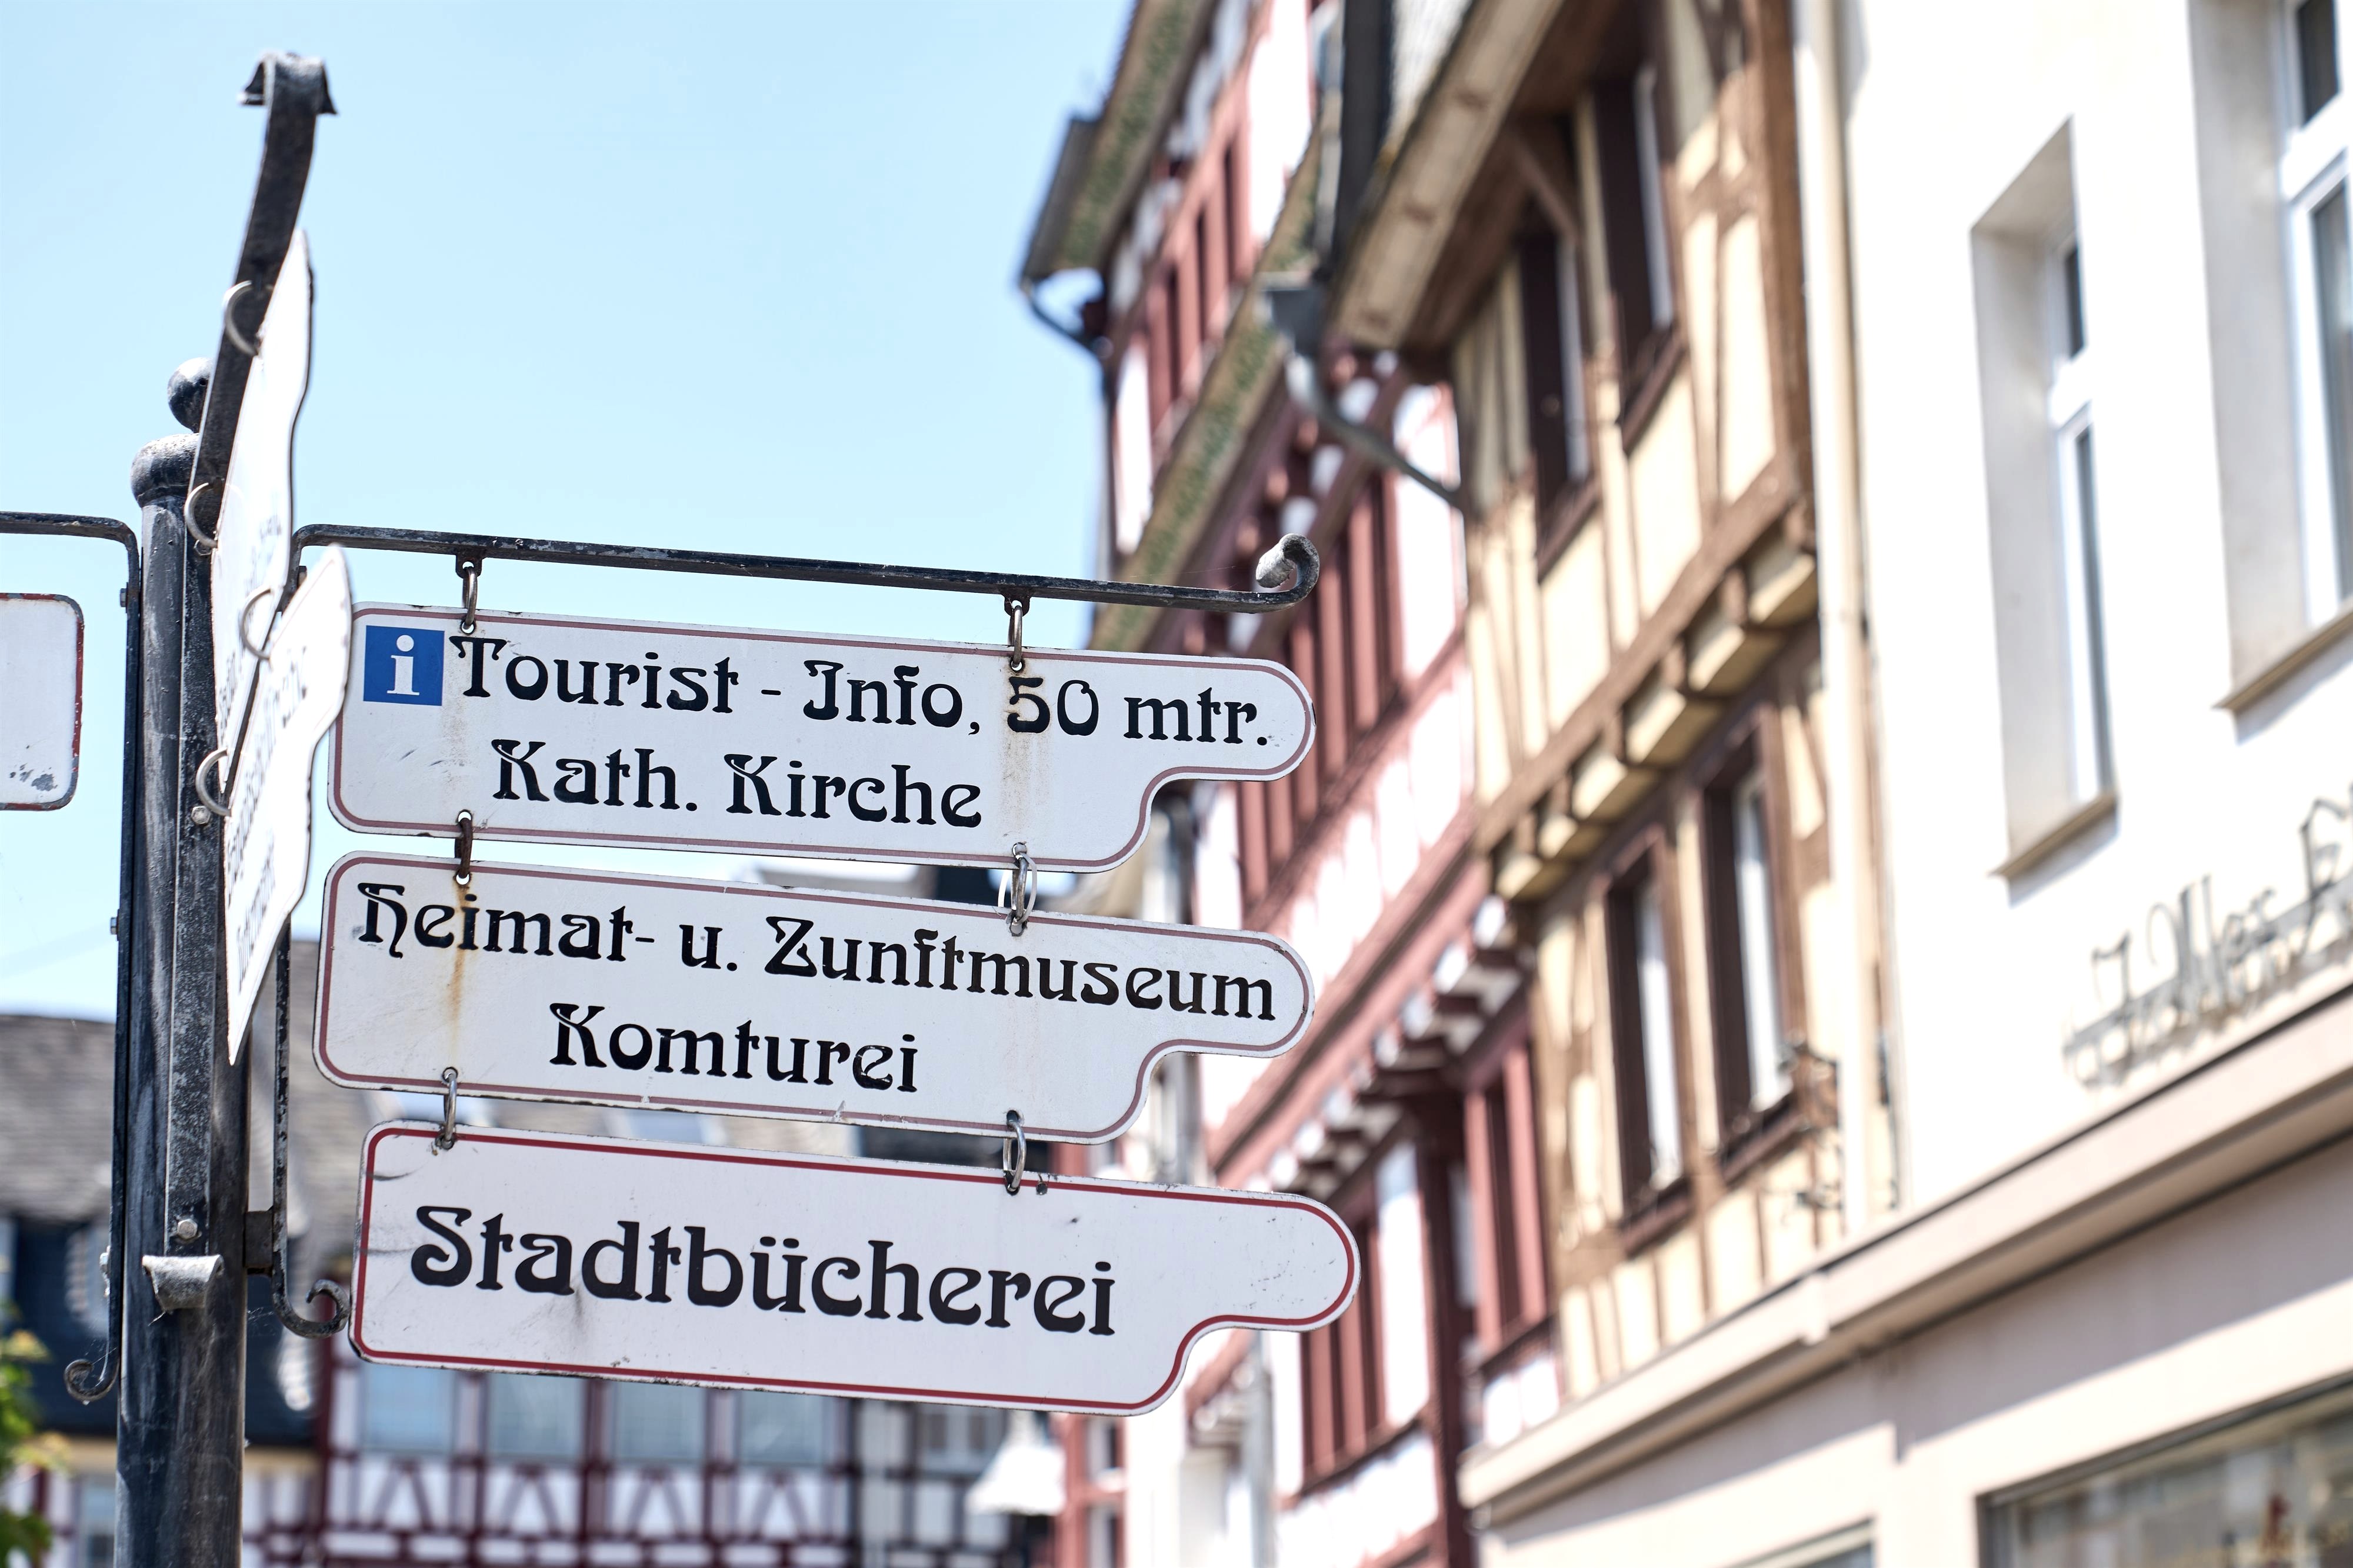 i Tourist - Info, 50 mtr.
Kath. Kirche
Heimat- u. Zunftmuseum
Komturei
Stadtbücherei